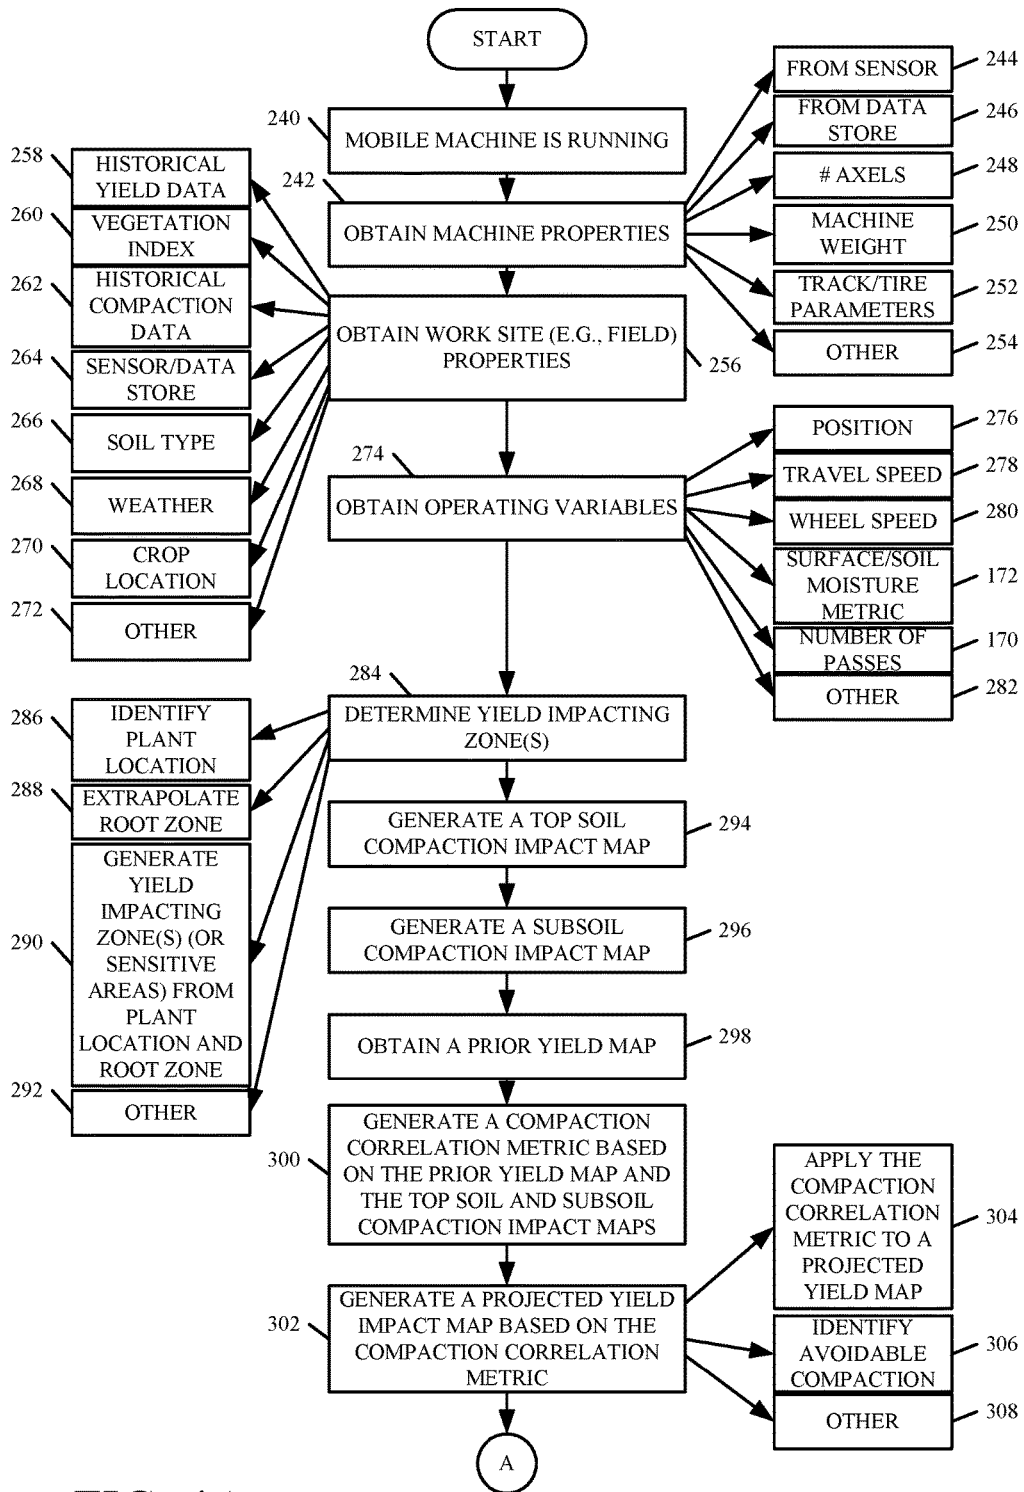 START
240
MOBILE MACHINE IS RUNNING
242
OBTAIN MACHINE PROPERTIES
FROM SENSOR
244
FROM DATA
STORE
246
# AXELS
248
MACHINE
WEIGHT
250
TRACK/TIRE
PARAMETERS
252
OTHER
254
OBTAIN WORK SITE (E.G., FIELD)
PROPERTIES
256
258
HISTORICAL
YIELD DATA
260
VEGETATION
INDEX
262
HISTORICAL
COMPACTION
DATA
264
SENSOR/DATA
STORE
266
SOIL TYPE
268
WEATHER
270
CROP
LOCATION
272
OTHER
274
OBTAIN OPERATING VARIABLES
POSITION
276
TRAVEL SPEED
278
WHEEL SPEED
280
SURFACE/SOIL
MOISTURE
METRIC
172
NUMBER OF
PASSES
170
OTHER
282
284
DETERMINE YIELD IMPACTING
ZONE(S)
286
IDENTIFY
PLANT
LOCATION
288
EXTRAPOLATE
ROOT ZONE
290
GENERATE
YIELD
IMPACTING
ZONE(S) (OR
SENSITIVE
AREAS) FROM
PLANT
LOCATION AND
ROOT ZONE
292
OTHER
GENERATE A TOP SOIL
COMPACTION IMPACT MAP
294
GENERATE A SUBSOIL
COMPACTION IMPACT MAP
296
OBTAIN A PRIOR YIELD MAP
298
300
GENERATE A COMPACTION
CORRELATION METRIC BASED
ON THE PRIOR YIELD MAP AND
THE TOP SOIL AND SUBSOIL
COMPACTION IMPACT MAPS
302
GENERATE A PROJECTED YIELD
IMPACT MAP BASED ON THE
COMPACTION CORRELATION
METRIC
APPLY THE
COMPACTION
CORRELATION
METRIC TO A
PROJECTED
YIELD MAP
304
IDENTIFY
AVOIDABLE
COMPACTION
306
OTHER
308
A